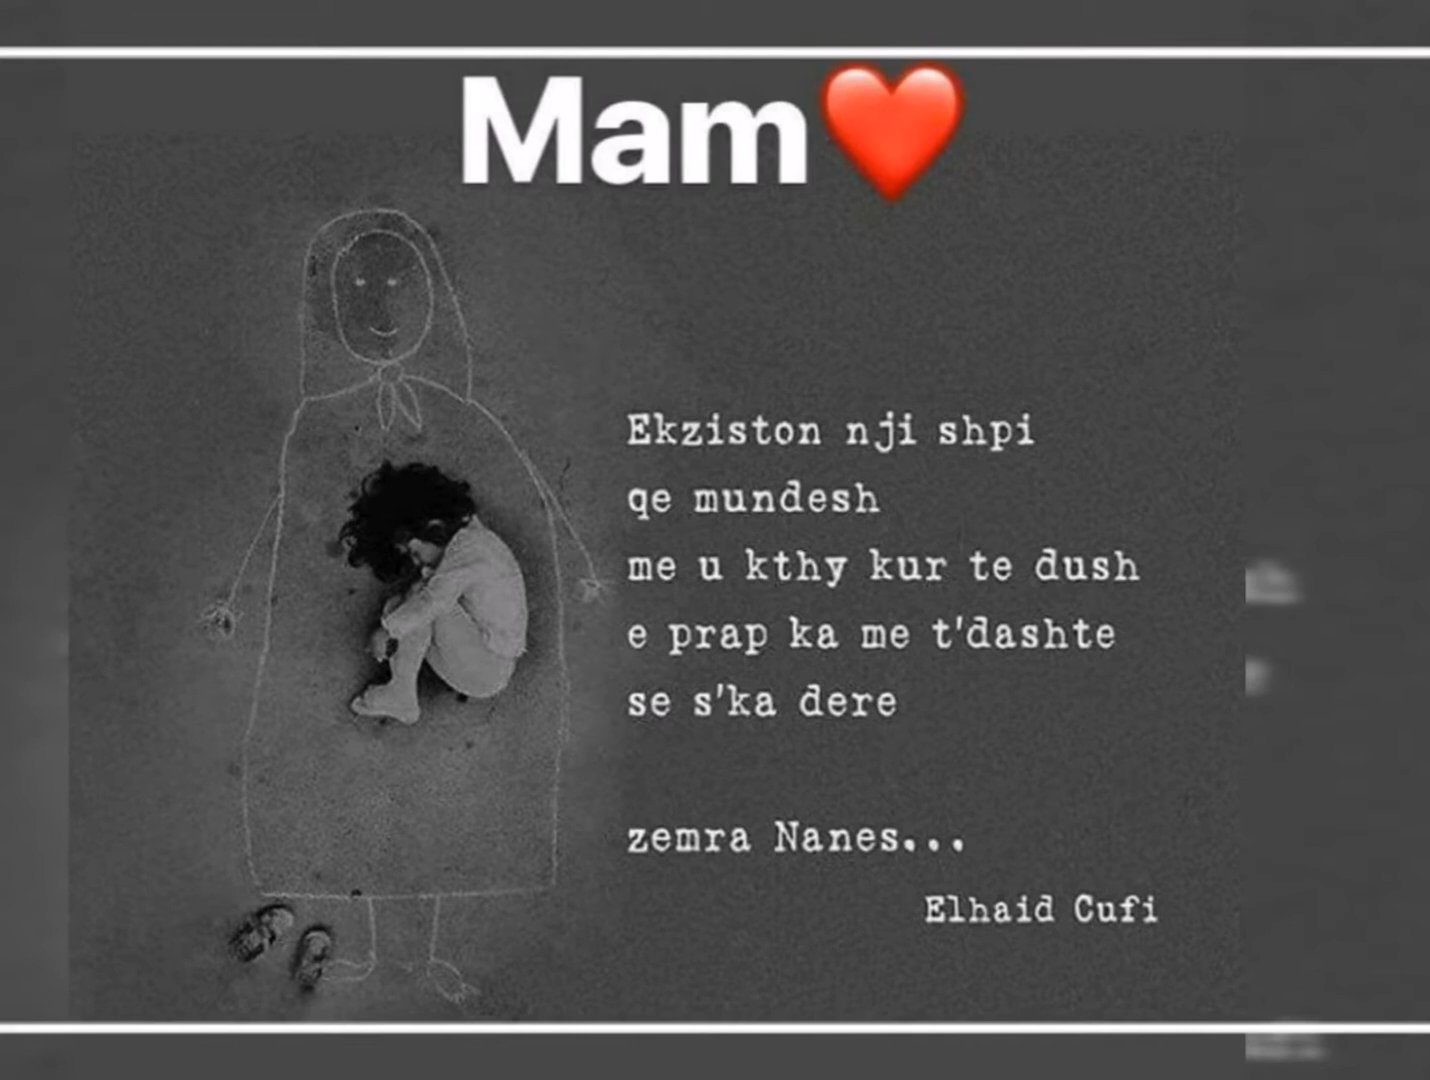 Mam❤️
Ekziston nji shpi
qe mundesh
me u kthy kur te dush
e prap ka me t'dashte
se s'ka dere
zemra Nanes...
Elhaid Cufi